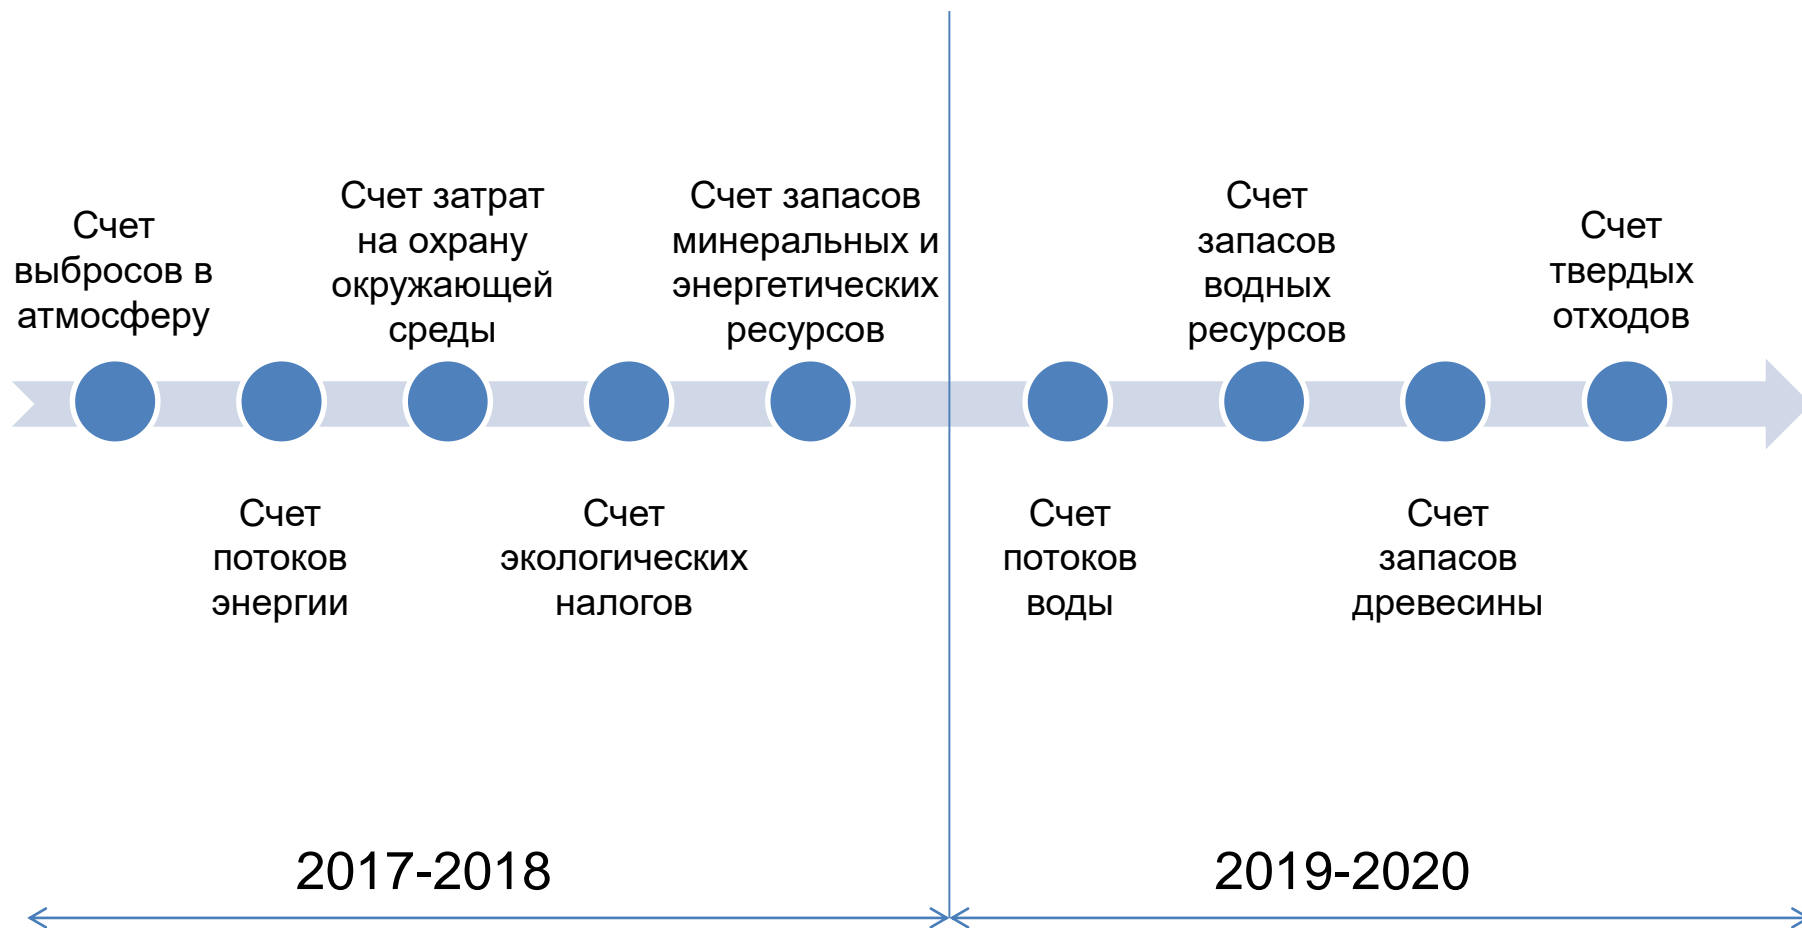 Счет
выбросов в
атмосферу
Счет
потоков
энергии
Счет затрат
на охрану
окружающей
среды
Счет
экологических
налогов
Счет запасов
минеральных и
энергетических
ресурсов
Счет
потоков
воды
Счет
запасов
водных
ресурсов
Счет
запасов
древесины
Счет
твердых
отходов
2017-2018
2019-2020